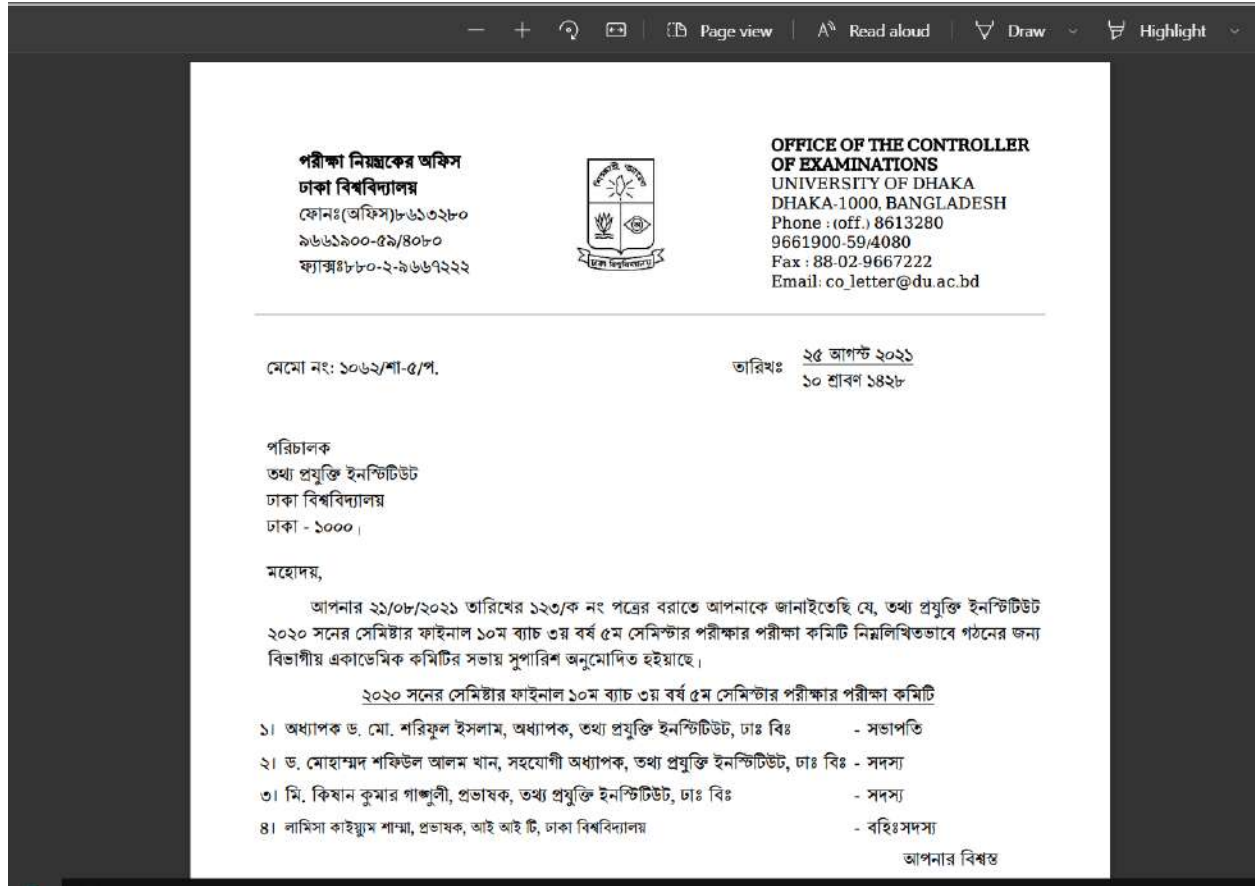 Page view
Read aloud
Draw
Highlight
পরীক্ষা নিয়ন্ত্রকের অফিস
ঢাকা বিশ্ববিদ্যালয়
ফোনঃ(অফিস)৮৬১৩২৮০
৯৬৬১৯০০-৫৯/৪০৮০
ফ্যাক্সঃ৮৮০-২-৯৬৬৭২২২
শিক্ষাই আলো
ঢাকা বিশ্ববিদ্যালয়
OFFICE OF THE CONTROLLER
OF EXAMINATIONS
UNIVERSITY OF DHAKA
DHAKA-1000, BANGLADESH
Phone : (off.) 8613280
9661900-59/4080
Fax : 88-02-9667222
Email: co_letter@du.ac.bd
মেমো নং: ১০৬২/শা-৫/প.
তারিখঃ ২৫ আগস্ট ২০২১
১০ শ্রাবণ ১৪২৮
পরিচালক
তথ্য প্রযুক্তি ইনস্টিটিউট
ঢাকা বিশ্ববিদ্যালয়
ঢাকা - ১০০০।
মহোদয়,
আপনার ২১/০৮/২০২১ তারিখের ১২৩/ক নং পত্রের বরাতে আপনাকে জানাইতেছি যে, তথ্য প্রযুক্তি ইনস্টিটিউট
২০২০ সনের সেমিষ্টার ফাইনাল ১০ম ব্যাচ ৩য় বর্ষ ৫ম সেমিস্টার পরীক্ষার পরীক্ষা কমিটি নিম্নলিখিতভাবে গঠনের জন্য
বিভাগীয় একাডেমিক কমিটির সভায় সুপারিশ অনুমোদিত হইয়াছে।
২০২০ সনের সেমিষ্টার ফাইনাল ১০ম ব্যাচ ৩য় বর্ষ ৫ম সেমিস্টার পরীক্ষার পরীক্ষা কমিটি
১। অধ্যাপক ড. মো. শরিফুল ইসলাম, অধ্যাপক, তথ্য প্রযুক্তি ইনস্টিটিউট, ঢাঃ বিঃ - সভাপতি
২। ড. মোহাম্মদ শফিউল আলম খান, সহযোগী অধ্যাপক, তথ্য প্রযুক্তি ইনস্টিটিউট, ঢাঃ বিঃ - সদস্য
৩। মি. কিষান কুমার গাঙ্গুলী, প্রভাষক, তথ্য প্রযুক্তি ইনস্টিটিউট, ঢাঃ বিঃ - সদস্য
৪। লামিসা কাইয়্যুম শাম্মা, প্রভাষক, আই আই টি, ঢাকা বিশ্ববিদ্যালয় - বহিঃসদস্য
আপনার বিশ্বস্ত